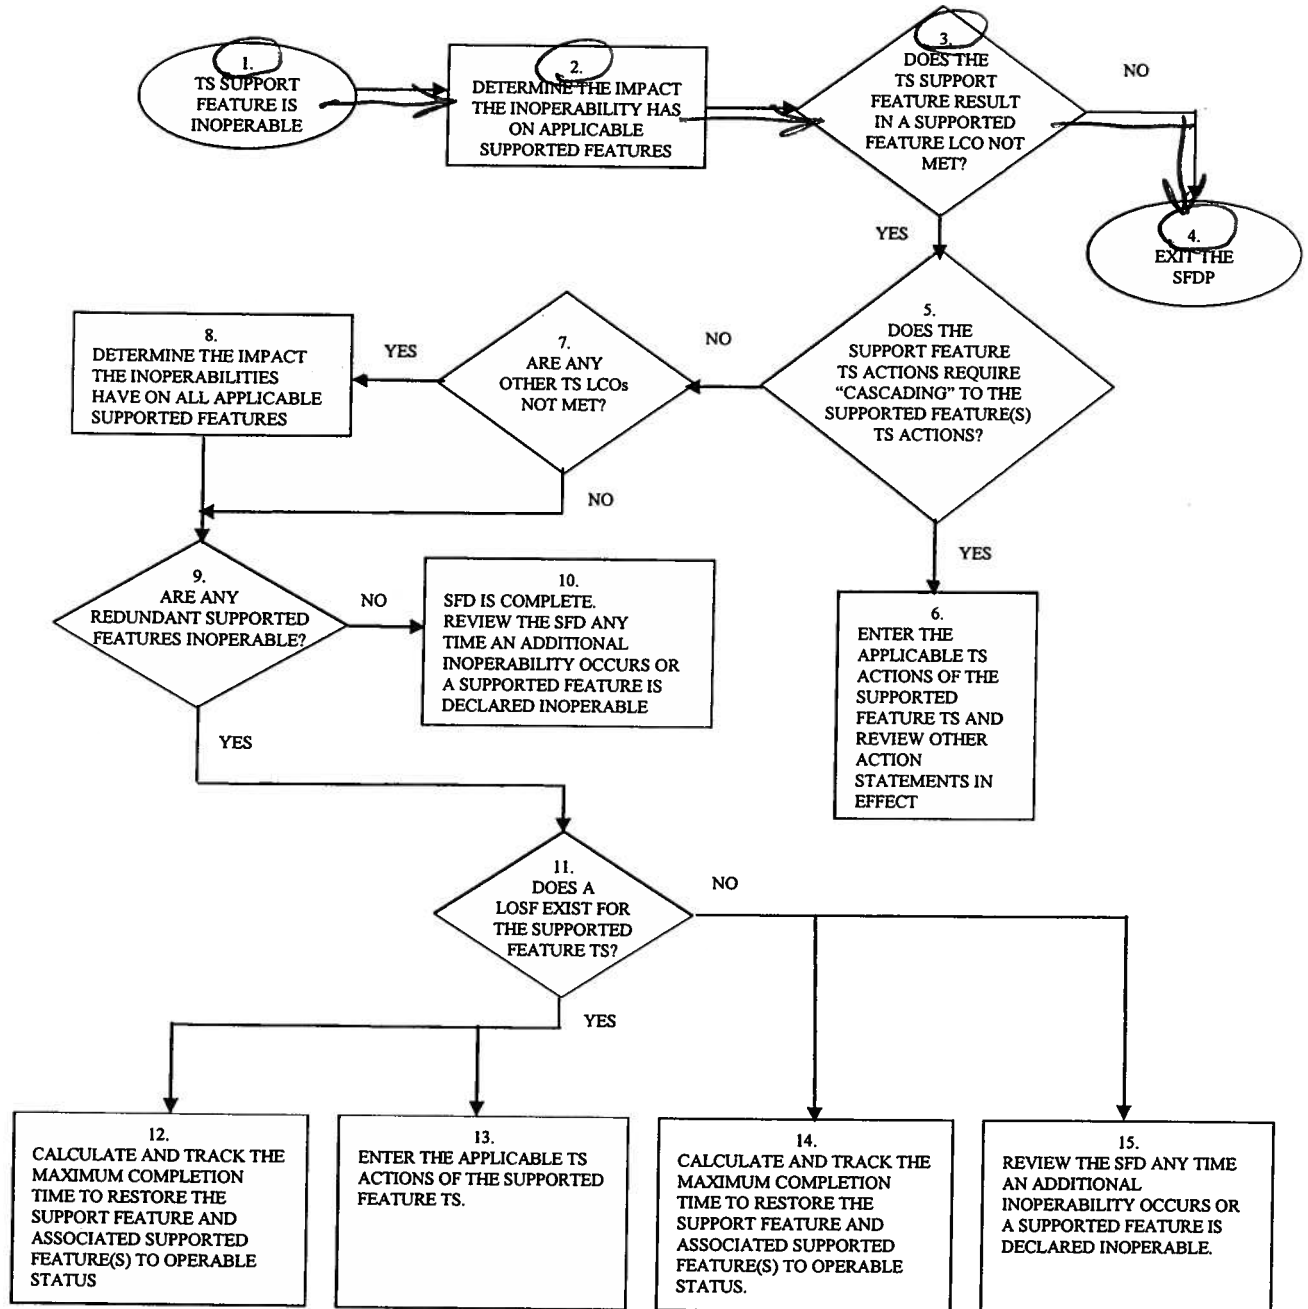 1.
TS SUPPORT
FEATURE IS
INOPERABLE
2.
DETERMINE THE IMPACT
THE INOPERABILITY HAS
ON APPLICABLE
SUPPORTED FEATURES
3.
DOES THE
TS SUPPORT
FEATURE RESULT
IN A SUPPORTED
FEATURE LCO NOT
MET?
NO
YES
4.
EXIT THE
SFDP
5.
DOES THE
SUPPORT FEATURE
TS ACTIONS REQUIRE
“CASCADING” TO THE
SUPPORTED FEATURE(S)
TS ACTIONS?
NO
YES
7.
ARE ANY
OTHER TS LCOs
NOT MET?
YES
NO
8.
DETERMINE THE IMPACT
THE INOPERABILITIES
HAVE ON ALL APPLICABLE
SUPPORTED FEATURES
6.
ENTER THE
APPLICABLE TS
ACTIONS OF THE
SUPPORTED
FEATURE TS AND
REVIEW OTHER
ACTION
STATEMENTS IN
EFFECT
9.
ARE ANY
REDUNDANT SUPPORTED
FEATURES INOPERABLE?
NO
YES
10.
SFD IS COMPLETE.
REVIEW THE SFD ANY
TIME AN ADDITIONAL
INOPERABILITY OCCURS OR
A SUPPORTED FEATURE IS
DECLARED INOPERABLE
11.
DOES A
LOSF EXIST FOR
THE SUPPORTED
FEATURE TS?
NO
YES
12.
CALCULATE AND TRACK THE
MAXIMUM COMPLETION
TIME TO RESTORE THE
SUPPORT FEATURE AND
ASSOCIATED SUPPORTED
FEATURE(S) TO OPERABLE
STATUS
13.
ENTER THE APPLICABLE TS
ACTIONS OF THE SUPPORTED
FEATURE TS.
14.
CALCULATE AND TRACK THE
MAXIMUM COMPLETION
TIME TO RESTORE THE
SUPPORT FEATURE AND
ASSOCIATED SUPPORTED
FEATURE(S) TO OPERABLE
STATUS.
15.
REVIEW THE SFD ANY TIME
AN ADDITIONAL
INOPERABILITY OCCURS OR
A SUPPORTED FEATURE IS
DECLARED INOPERABLE.